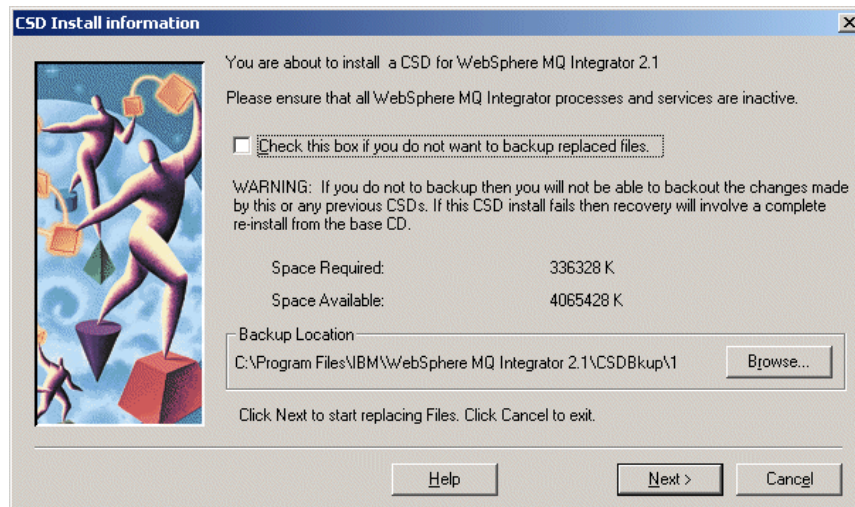 CSD Install information
You are about to install a CSD for WebSphere MQ Integrator 2.1
Please ensure that all WebSphere MQ Integrator processes and services are inactive.
Check this box if you do not want to backup replaced files.
WARNING: If you do not to backup then you will not be able to backout the changes made
by this or any previous CSDs. If this CSD install fails then recovery will involve a complete
re-install from the base CD.
Space Required: 336328 K
Space Available: 4065428 K
Backup Location
C:\Program Files\IBM\WebSphere MQ Integrator 2.1\CSDBkup\1 Browse...
Click Next to start replacing Files. Click Cancel to exit.
Help Next > Cancel